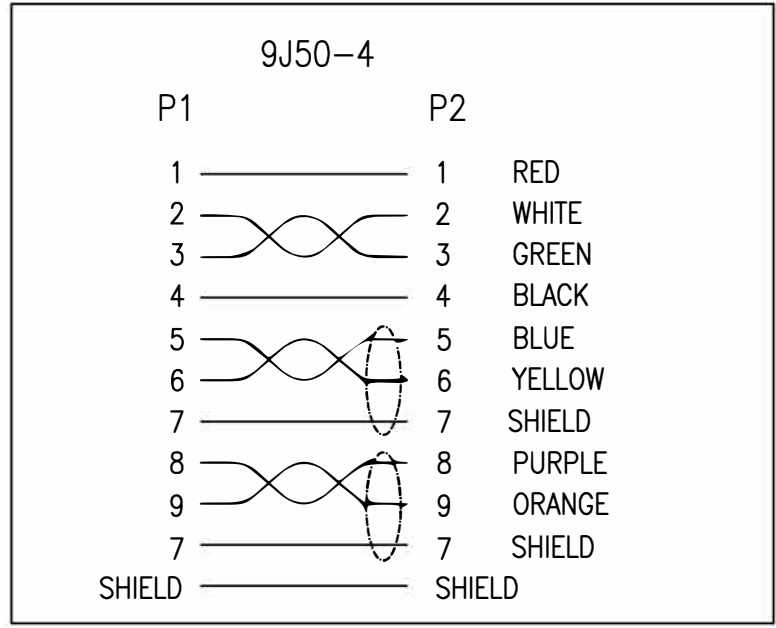 9J50-4
P1 P2
1 1 RED
2 2 WHITE
3 3 GREEN
4 4 BLACK
5 5 BLUE
6 6 YELLOW
7 7 SHIELD
8 8 PURPLE
9 9 ORANGE
7 7 SHIELD
SHIELD SHIELD